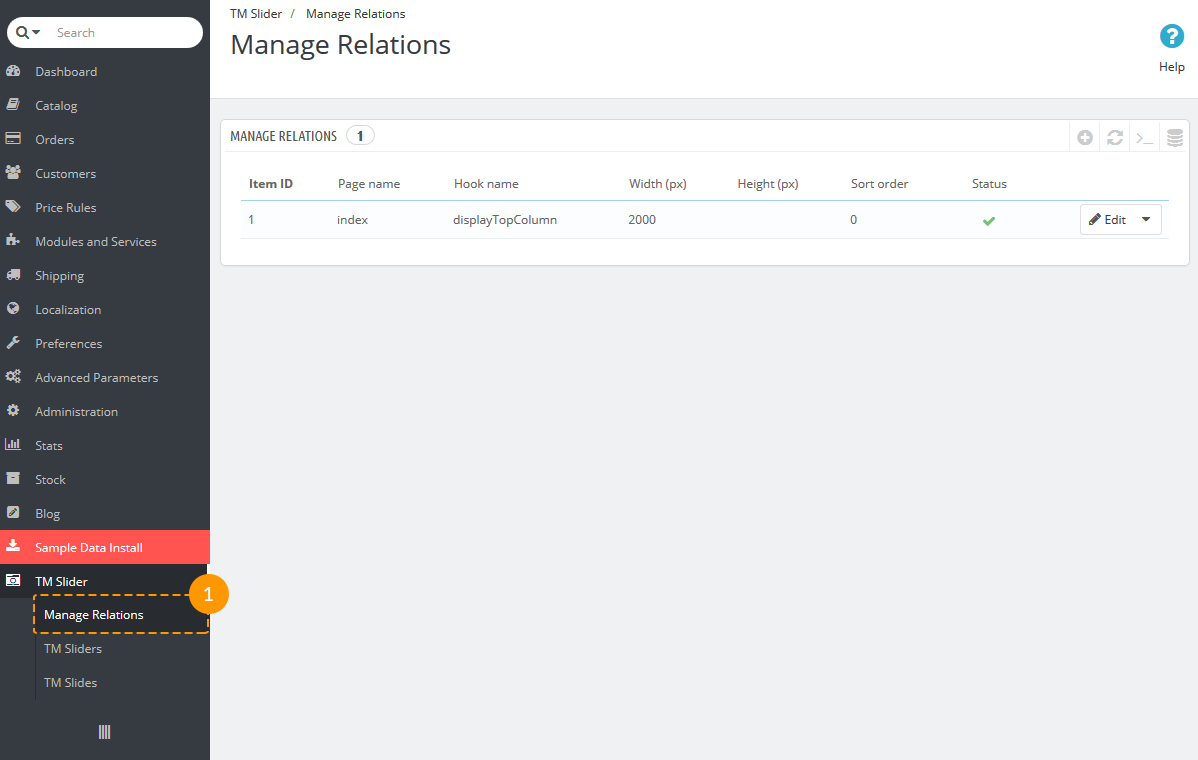 Search
Dashboard
Catalog
Orders
Customers
Price Rules
Modules and Services
Shipping
Localization
Preferences
Advanced Parameters
Administration
Stats
Stock
Blog
Sample Data Install
TM Slider
Manage Relations
1
TM Sliders
TM Slides
TM Slider / Manage Relations
Manage Relations
?
Help
MANAGE RELATIONS 1
Item ID Page name Hook name Width (px) Height (px) Sort order Status
1 index displayTopColumn 2000 0 Edit